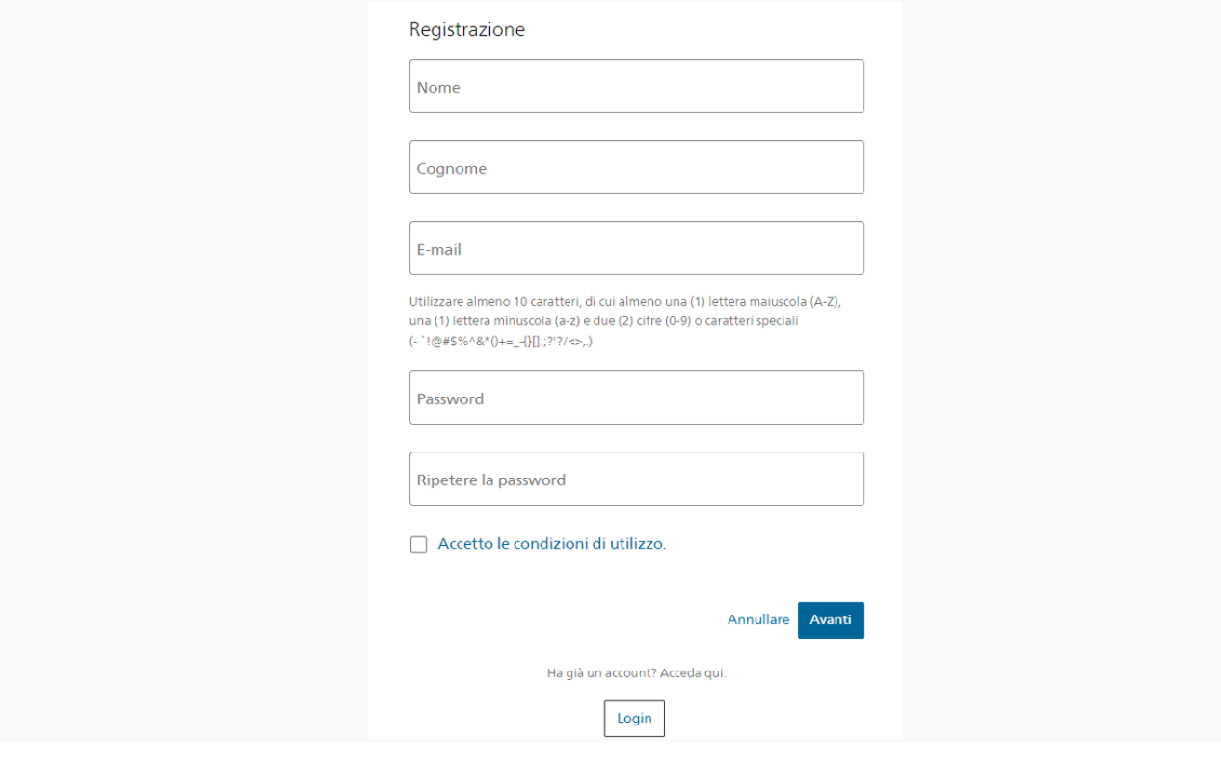 Registrazione
Nome
Cognome
E-mail
Utilizzare almeno 10 caratteri, di cui almeno una (1) lettera maiuscola (A-Z),
una (1) lettera minuscola (a-z) e due (2) cifre (0-9) o caratteri speciali
(-`!@#$%^&*()+=_-{}[]:;?'?/<>,.)
Password
Ripetere la password
Accetto le condizioni di utilizzo.
Annullare Avanti
Ha già un account? Acceda qui.
Login